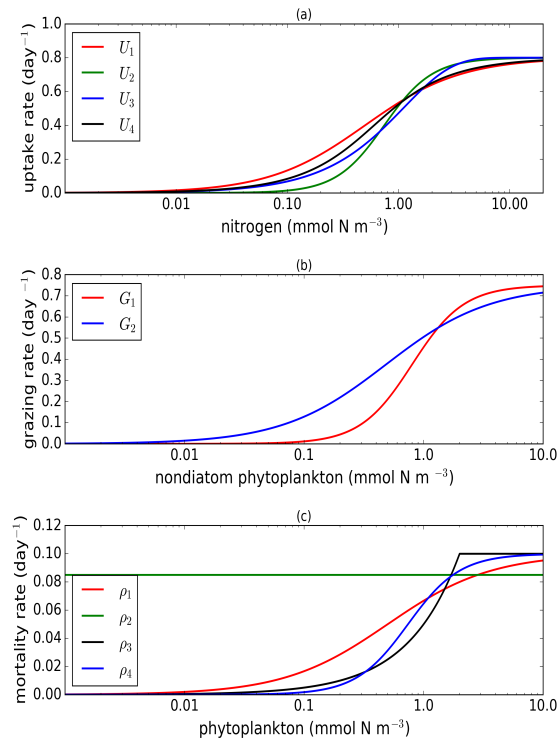 (a)
uptake rate (day⁻¹)
1.0
0.8
0.6
0.4
0.2
0.0
U₁
U₂
U₃
U₄
0.01 0.10 1.00 10.00
nitrogen (mmol N m⁻³)
(b)
grazing rate (day⁻¹)
0.8
0.7
0.6
0.5
0.4
0.3
0.2
0.1
0.0
G₁
G₂
0.01 0.1 1.0 10.0
nondiatom phytoplankton (mmol N m⁻³)
(c)
mortality rate (day⁻¹)
0.12
0.10
0.08
0.06
0.04
0.02
0.00
ρ₁
ρ₂
ρ₃
ρ₄
0.01 0.1 1.0 10.0
phytoplankton (mmol N m⁻³)